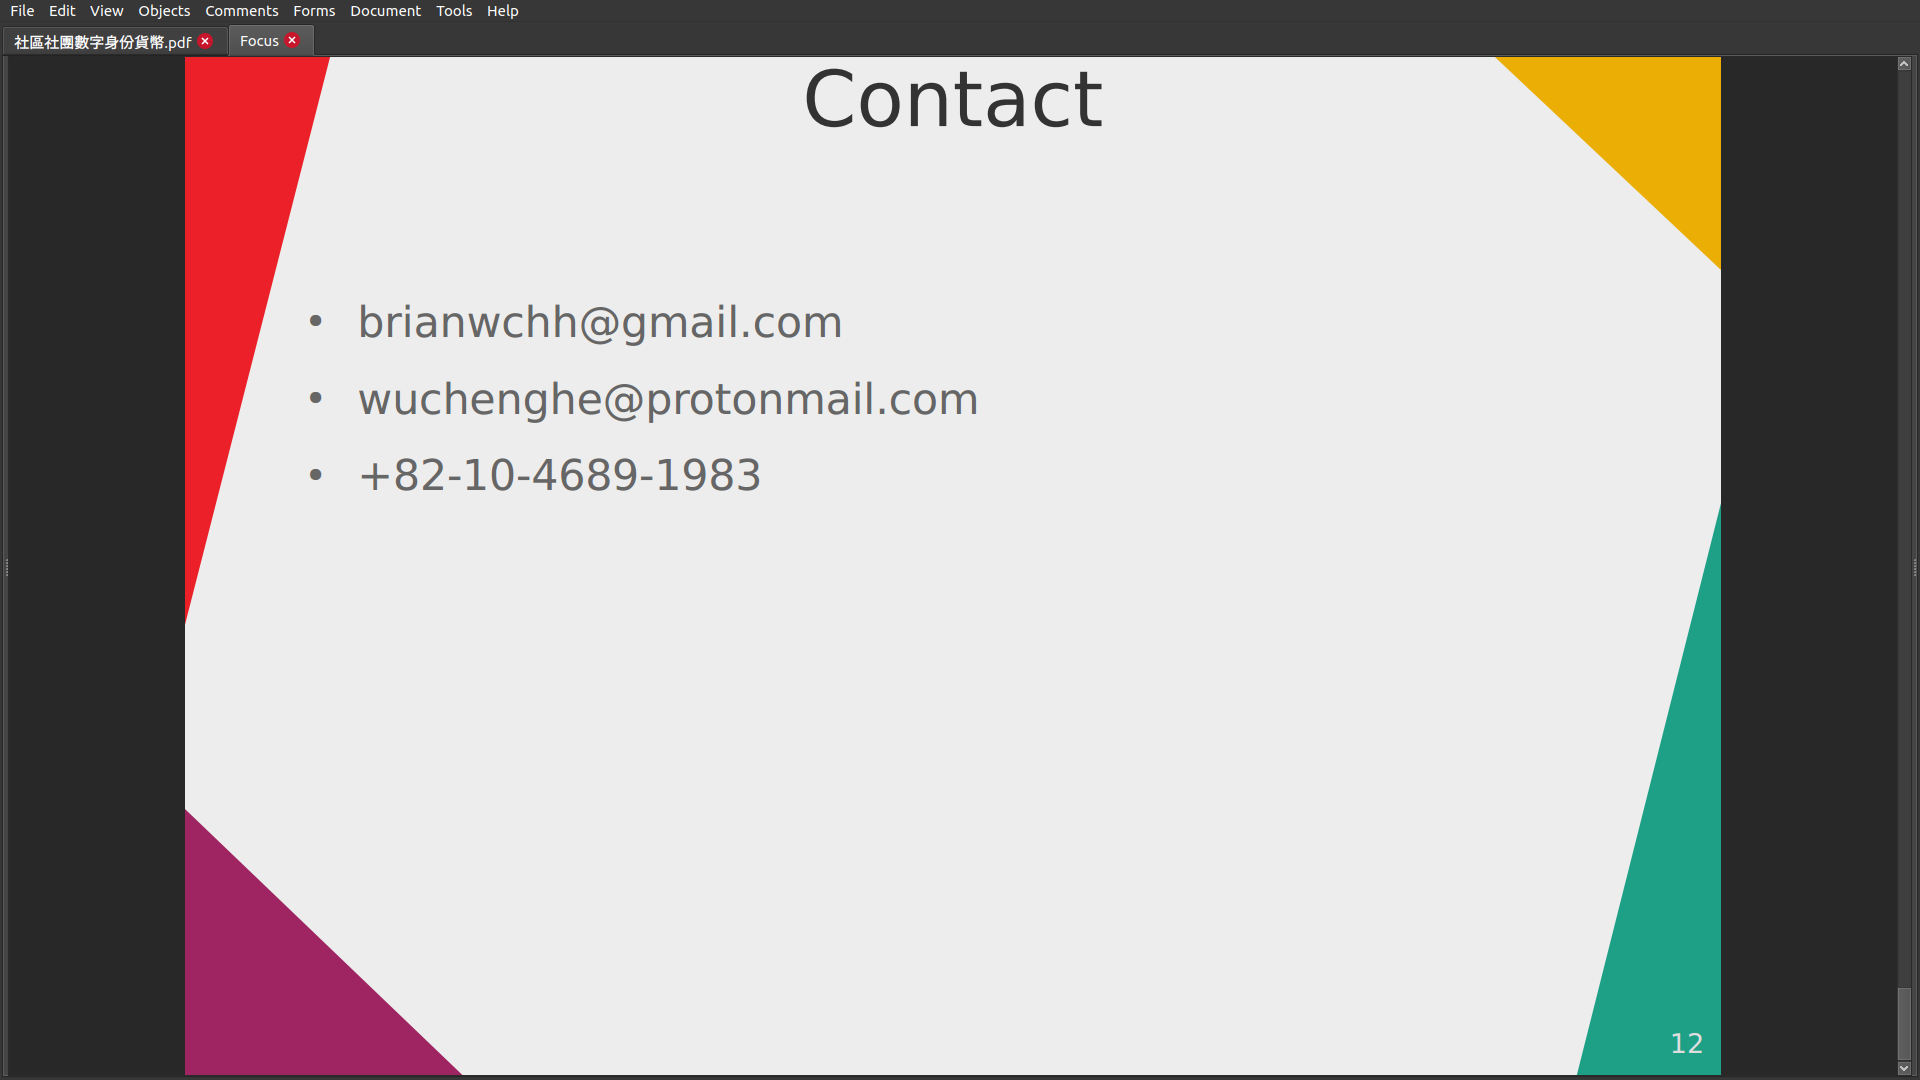 File Edit View Objects Comments Forms Document Tools Help
社區社團數字身份貨幣.pdf Focus
Contact
• brianwchh@gmail.com
• wuchenghe@protonmail.com
• +82-10-4689-1983
12